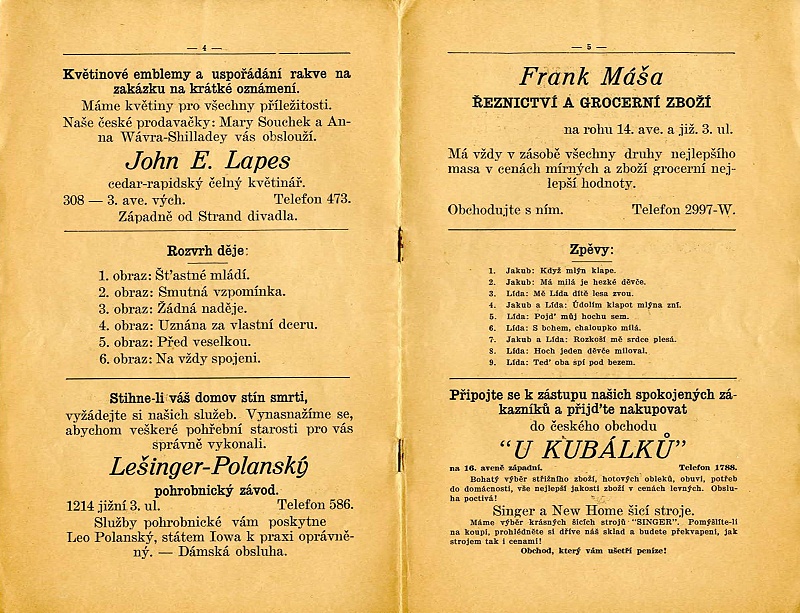 — 4 —
Květinové emblemy a uspořádání rakve na
zakázku na krátké oznámení.
Máme květiny pro všechny příležitosti.
Naše české prodavačky: Mary Souchek a An-
na Wávra-Shilladey vás obslouží.
John E. Lapes
cedar-rapidský čelný květinář.
308 — 3. ave. vých. Telefon 473.
Západně od Strand divadla.
Rozvrh děje:
1. obraz: Šťastné mládí.
2. obraz: Smutná vzpomínka.
3. obraz: Žádná naděje.
4. obraz: Uznána za vlastní dceru.
5. obraz: Před veselkou.
6. obraz: Na vždy spojeni.
Stihne-li váš domov stín smrti,
vyžádejte si našich služeb. Vynasnažíme se,
abychom veškeré pohřební starosti pro vás
správně vykonali.
Lešinger-Polanský
pohrobnický závod.
1214 jižní 3. ul. Telefon 586.
Služby pohrobnické vám poskytne
Leo Polanský, státem Iowa k praxi oprávně-
ný. — Dámská obsluha.
— 5 —
Frank Máša
ŘEZNICTVÍ A GROCERNÍ ZBOŽÍ
na rohu 14. ave. a již. 3. ul.
Má vždy v zásobě všechny druhy nejlepšího
masa v cenách mírných a zboží grocerní nej-
lepší hodnoty.
Obchodujte s ním. Telefon 2997-W.
Zpěvy:
1. Jakub: Když mlýn klape.
2. Jakub: Má milá je hezké děvče.
3. Lída: Mě Lída dítě lesa zvou.
4. Jakub a Lída: Údolím klapot mlýna zní.
5. Lída: Pojď můj hochu sem.
6. Lída: S bohem, chaloupko milá.
7. Jakub a Lída: Rozkoší mě srdce plesá.
8. Lída: Hoch jeden děvče miloval.
9. Lída: Teď oba spí pod bezem.
Připojte se k zástupu našich spokojených zá-
kazníků a přijďte nakupovat
do českého obchodu
“U KUBÁLKŮ”
na 16. aveně západní. Telefon 1788.
Bohatý výběr střižního zboží, hotových obleků, obuvi, potřeb
do domácnosti, vše nejlepší jakosti zboží v cenách levných. Obslu-
ha poctivá!
Singer a New Home šicí stroje.
Máme výběr krásných šicích strojů “SINGER”. Pomýšlíte-li
na koupi, prohlédněte si dříve náš sklad a budete překvapeni, jak
strojem tak i cenami!
Obchod, který vám ušetří peníze!